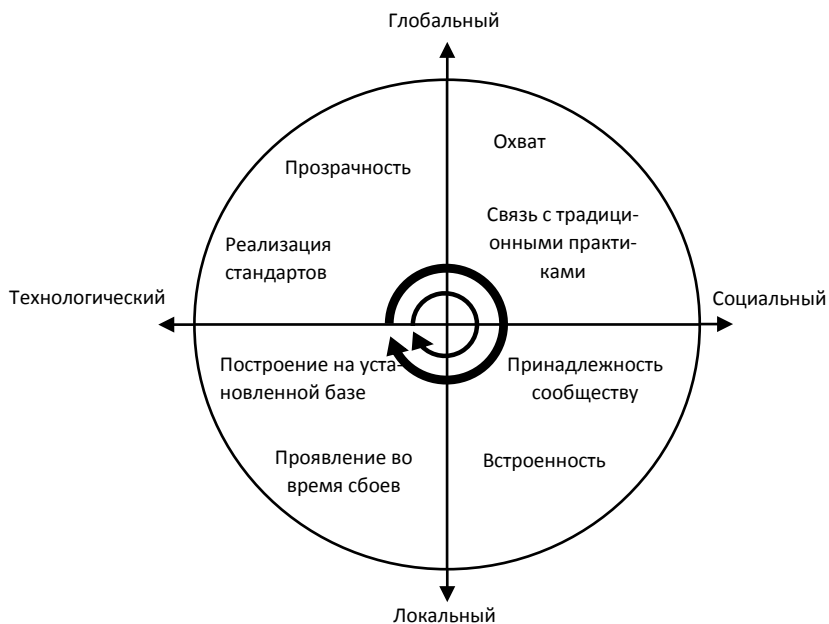 Глобальный
Охват
Прозрачность
Связь с традици-
онными практи-
ками
Реализация
стандартов
Технологический
Социальный
Построение на уста-
новленной базе
Принадлежность
сообществу
Проявление во
время сбоев
Встроенность
Локальный